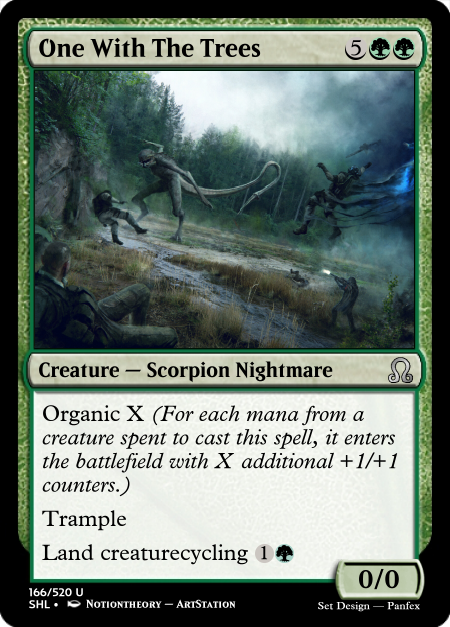 One With The Trees 5
Creature — Scorpion Nightmare
Organic X (For each mana from a
creature spent to cast this spell, it enters
the battlefield with X additional +1/+1
counters.)
Trample
Land creaturecycling 1
0/0
166/520 U
SHL • Notiontheory — ArtStation
Set Design — Panfex